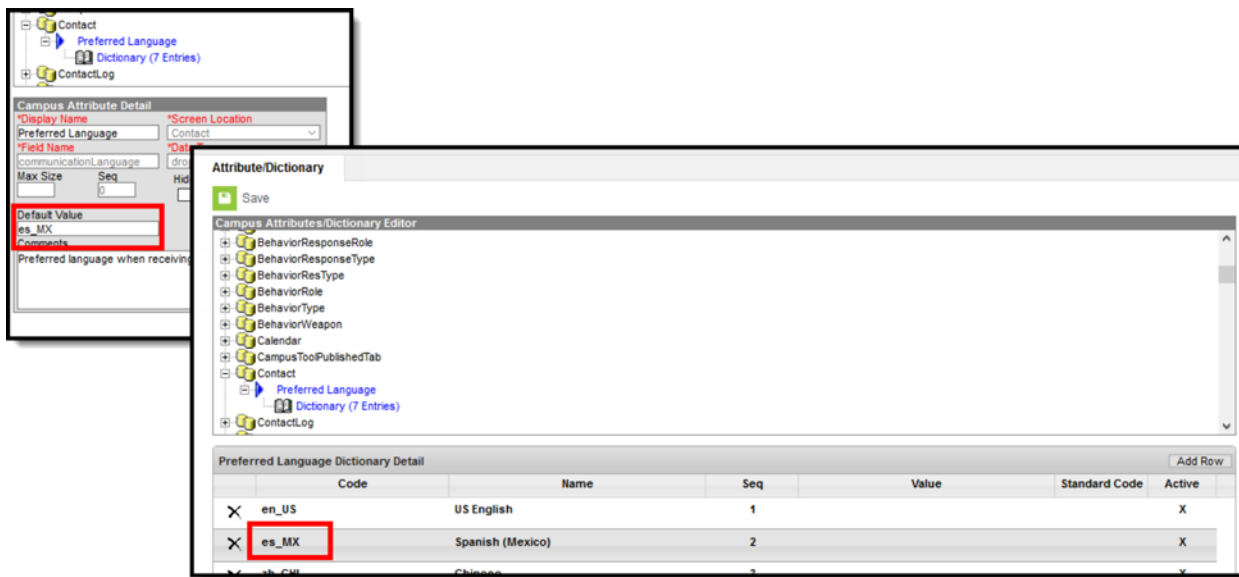 Contact
Preferred Language
Dictionary (7 Entries)
ContactLog
Campus Attribute Detail
*Display Name *Screen Location
Preferred Language Contact
*Field Name
communicationLanguage
Max Size Seq
0
Default Value
es_MX
Comments
Preferred language when receiving
Attribute/Dictionary
Save
Campus Attributes/Dictionary Editor
BehaviorResponseRole
BehaviorResponseType
BehaviorResType
BehaviorRole
BehaviorType
BehaviorWeapon
Calendar
CampusToolPublishedTab
Contact
Preferred Language
Dictionary (7 Entries)
ContactLog
Preferred Language Dictionary Detail Add Row
Code Name Seq Value Standard Code Active
X en_US US English 1 X
X es_MX Spanish (Mexico) 2 X